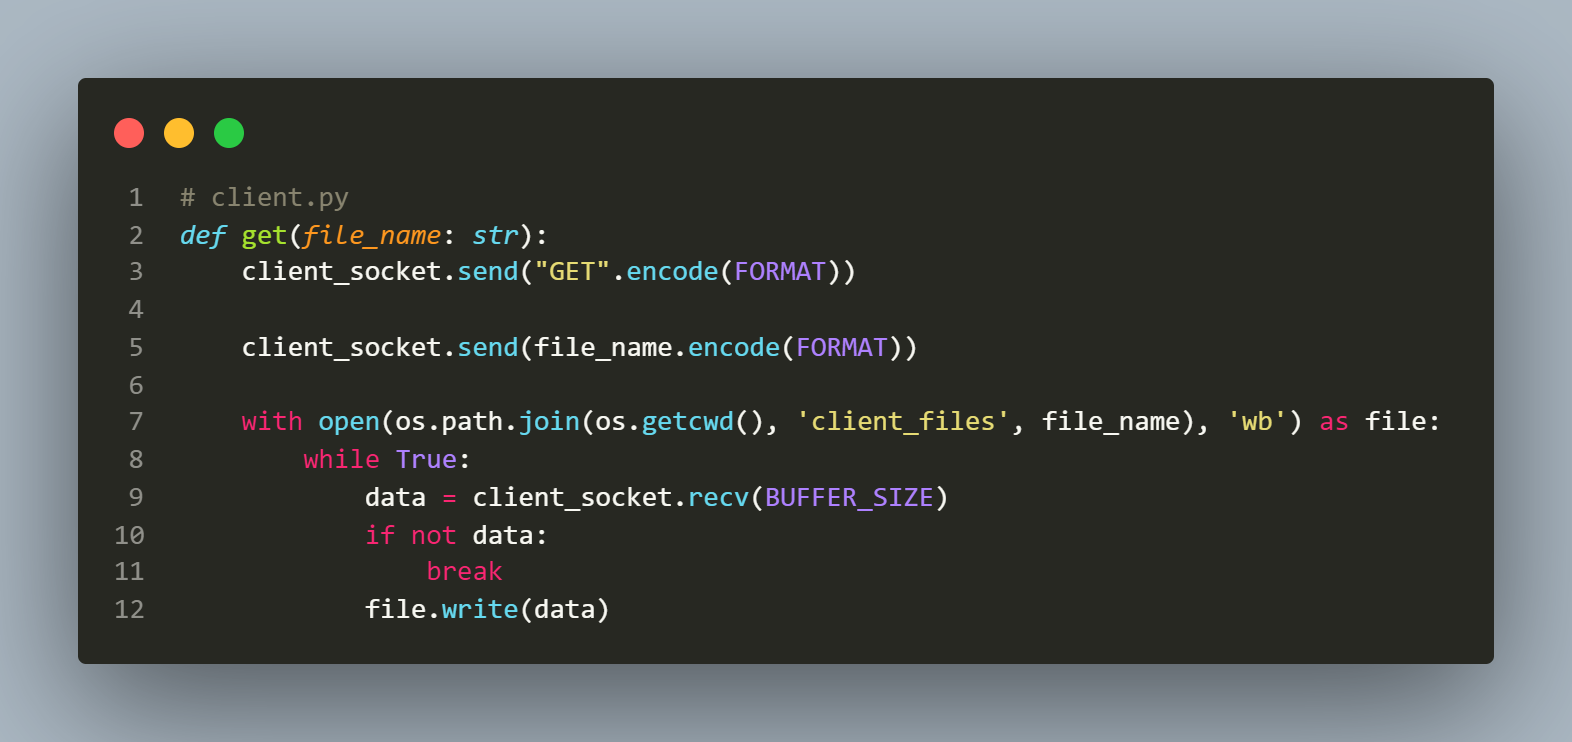 1 # client.py
2 def get(file_name: str):
3     client_socket.send("GET".encode(FORMAT))
4
5     client_socket.send(file_name.encode(FORMAT))
6
7     with open(os.path.join(os.getcwd(), 'client_files', file_name), 'wb') as file:
8         while True:
9             data = client_socket.recv(BUFFER_SIZE)
10             if not data:
11                 break
12             file.write(data)